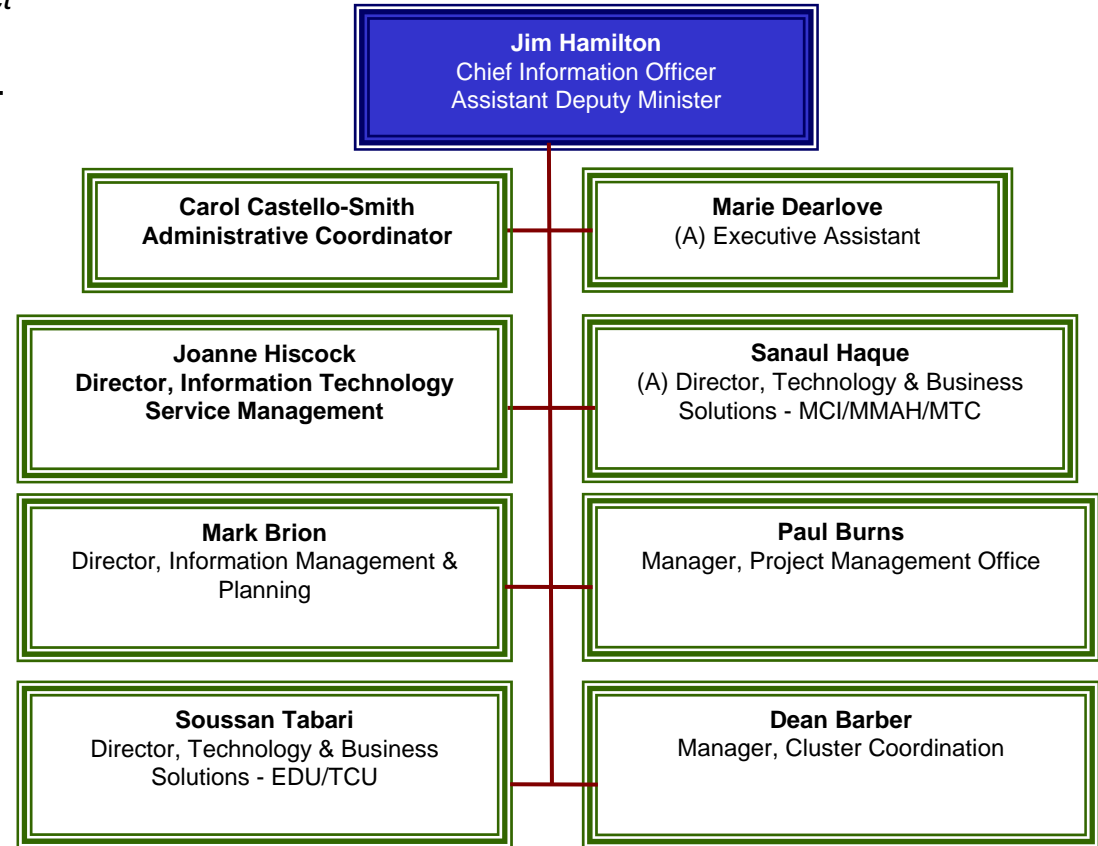 Jim Hamilton
Chief Information Officer
Assistant Deputy Minister
Carol Castello-Smith
Administrative Coordinator
Marie Dearlove
(A) Executive Assistant
Joanne Hiscock
Director, Information Technology
Service Management
Sanaul Haque
(A) Director, Technology & Business
Solutions - MCI/MMAH/MTC
Mark Brion
Director, Information Management &
Planning
Paul Burns
Manager, Project Management Office
Soussan Tabari
Director, Technology & Business
Solutions - EDU/TCU
Dean Barber
Manager, Cluster Coordination